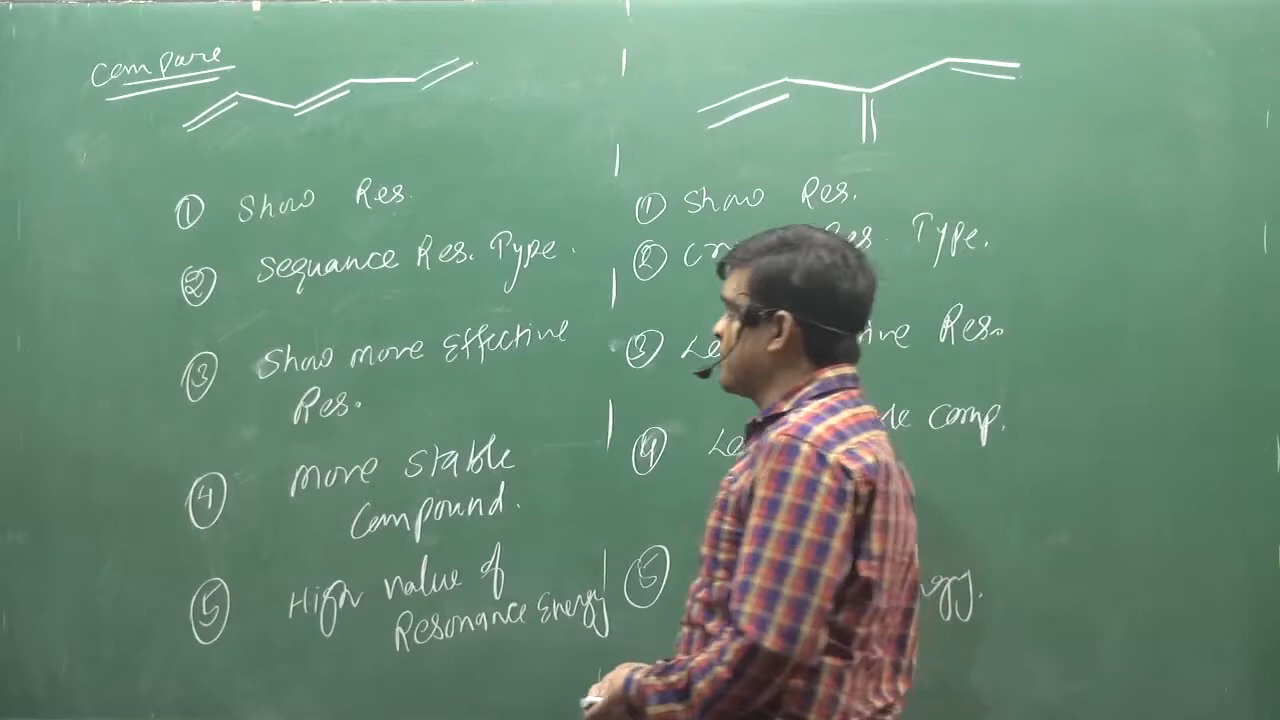 Compare
① Show Res.
② Sequance Res. Type.
③ Show more Effective
Res.
④ More Stable
Compound.
⑤ High value of
Resonance Energy
① Show Res.
② Res. Type.
③ Res.
④ Comp.
⑤